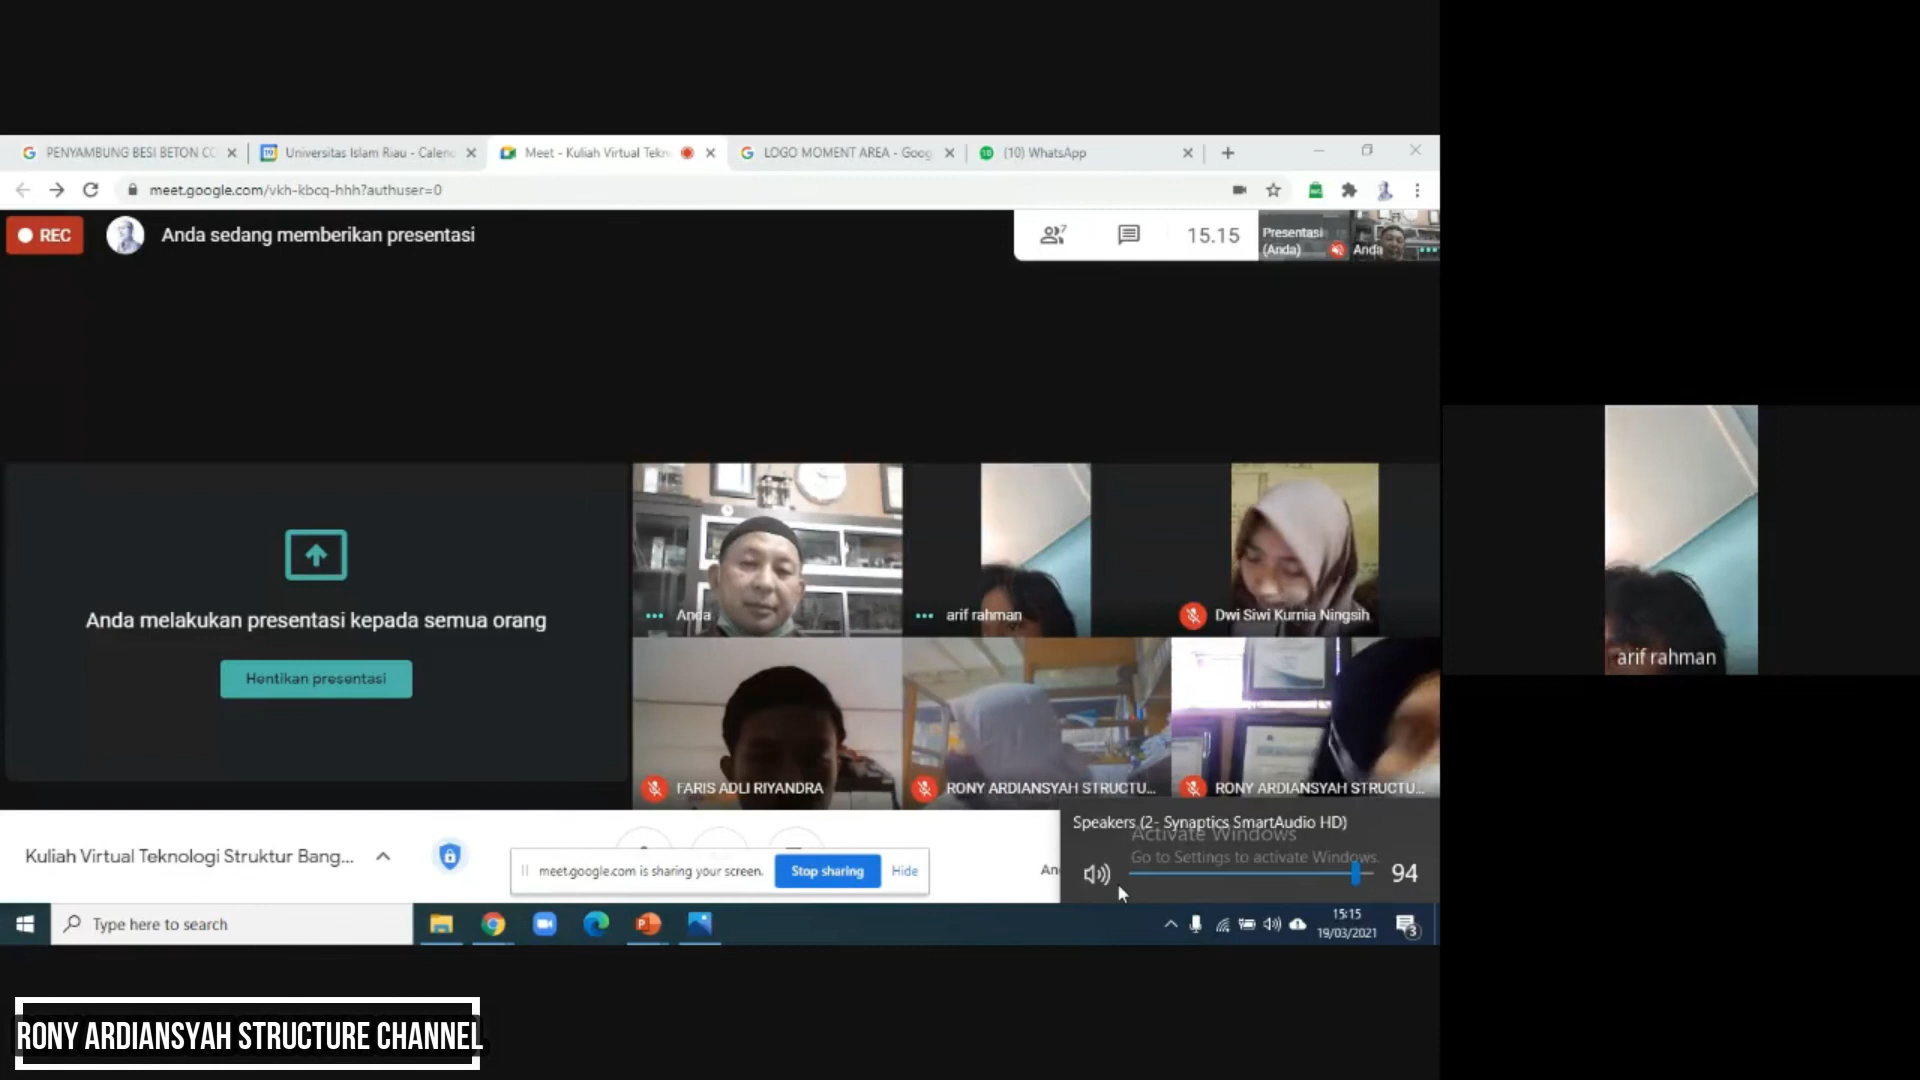 PENYAMBUNG BESI BETON CO
Universitas Islam Riau - Calend
Meet - Kuliah Virtual Tekn
LOGO MOMENT AREA - Goog
(10) WhatsApp
meet.google.com/vkh-kbcq-hhh?authuser=0
REC
Anda sedang memberikan presentasi
7
15.15
Presentasi
(Anda)
Anda
Anda melakukan presentasi kepada semua orang
Hentikan presentasi
Anda
arif rahman
Dwi Siwi Kurnia Ningsih
FARIS ADLI RIYANDRA
RONY ARDIANSYAH STRUCTU...
RONY ARDIANSYAH STRUCTU...
arif rahman
Kuliah Virtual Teknologi Struktur Bang...
meet.google.com is sharing your screen.
Stop sharing
Hide
An
Speakers (2- Synaptics SmartAudio HD)
Activate Windows
Go to Settings to activate Windows.
94
Type here to search
15:15
19/03/2021
3
RONY ARDIANSYAH STRUCTURE CHANNEL